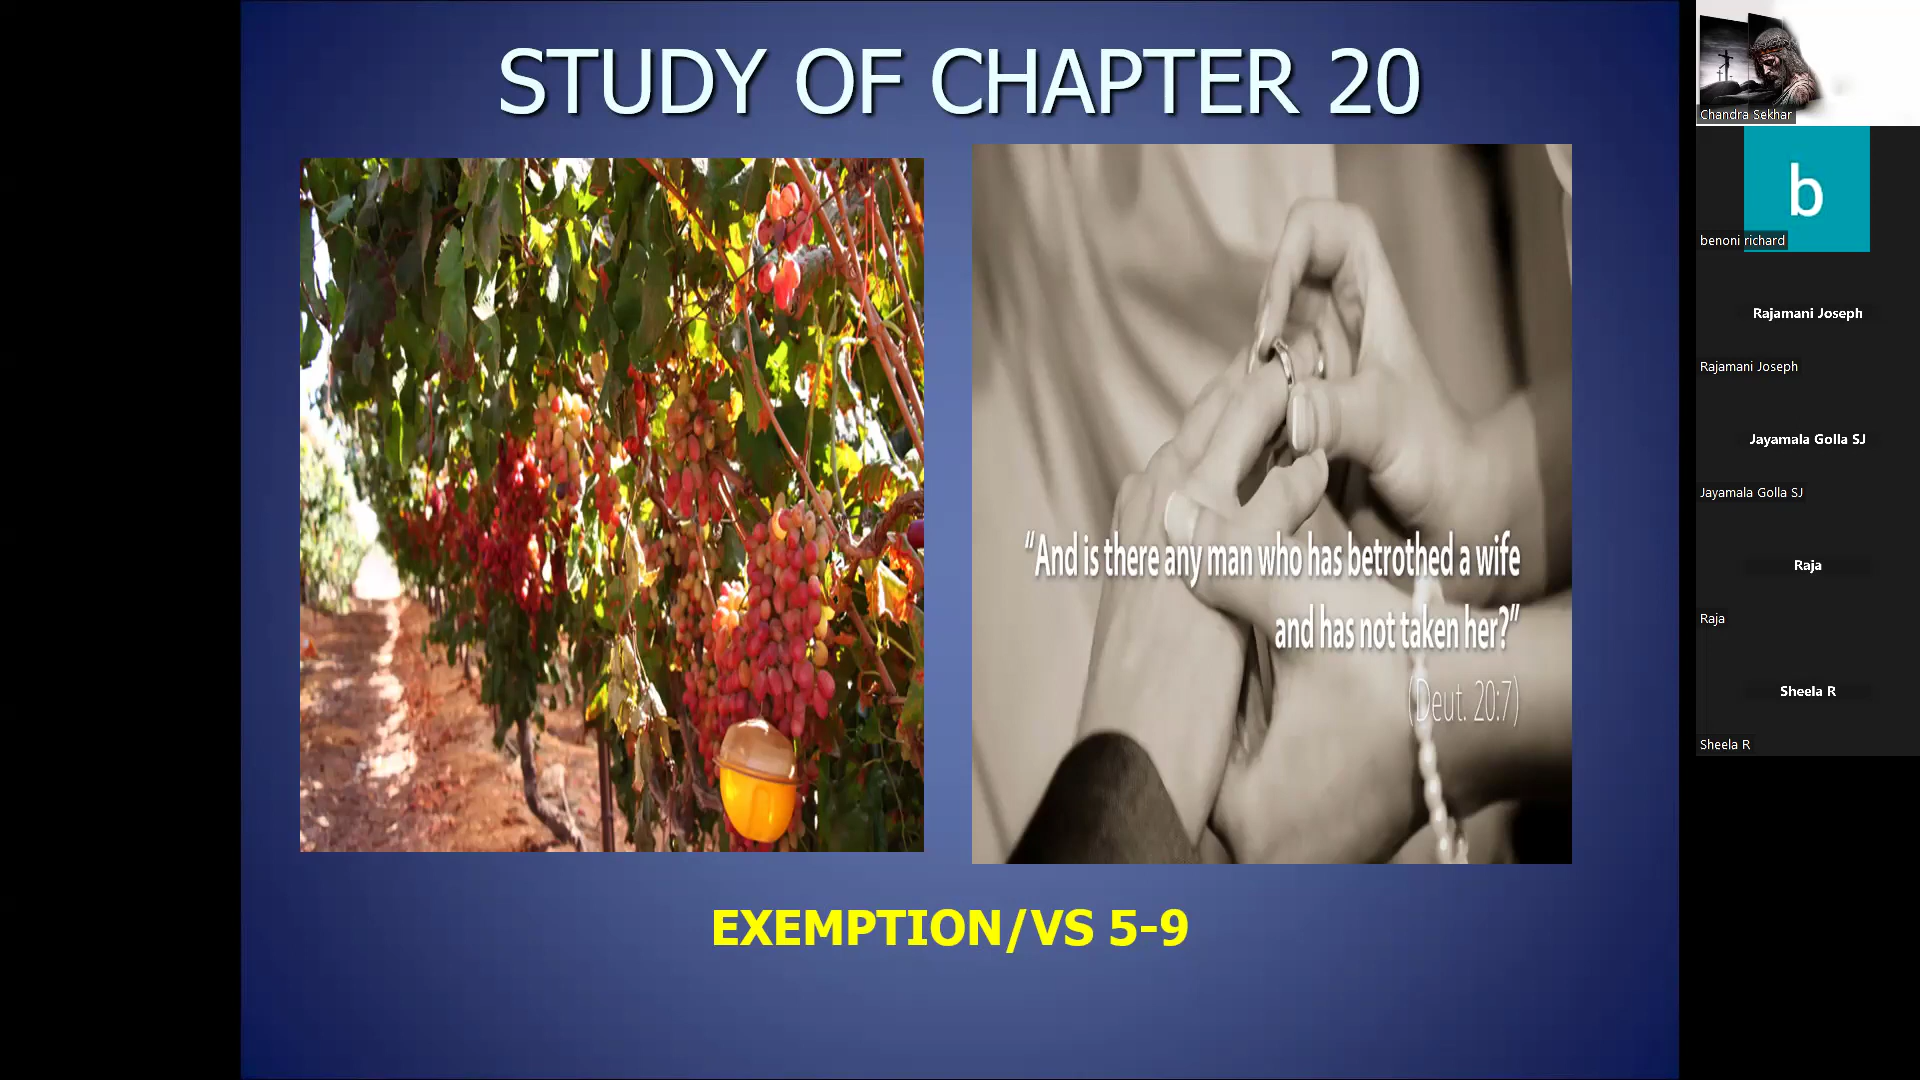 STUDY OF CHAPTER 20
“And is there any man who has betrothed a wife
and has not taken her?”
(Deut. 20:7)
EXEMPTION/VS 5-9
Chandra Sekhar
b
benoni richard
Rajamani Joseph
Rajamani Joseph
Jayamala Golla SJ
Jayamala Golla SJ
Raja
Raja
Sheela R
Sheela R